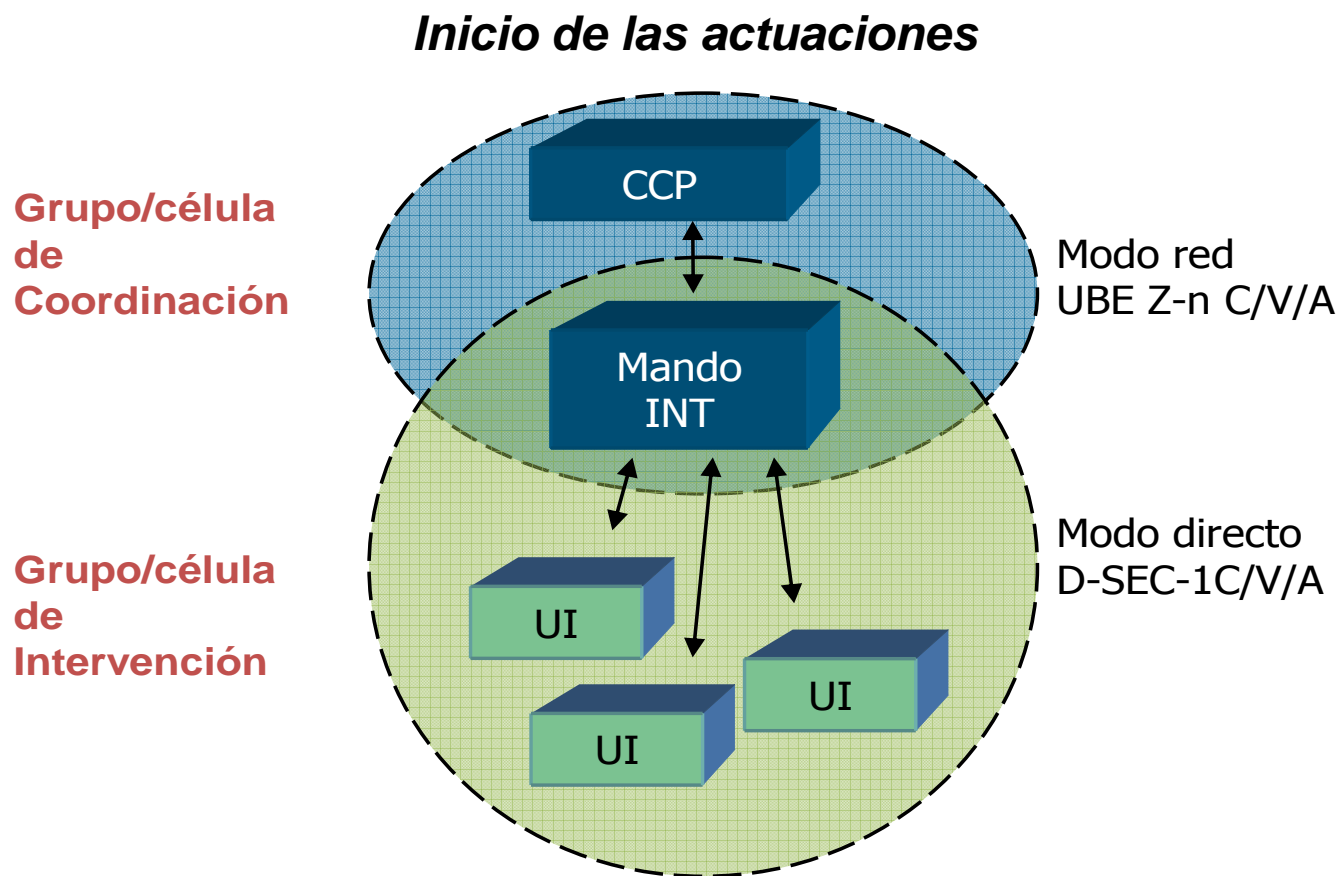 Inicio de las actuaciones
CCP
Grupo/célula
de
Coordinación
Modo red
UBE Z-n C/V/A
Mando
INT
Grupo/célula
de
Intervención
Modo directo
D-SEC-1C/V/A
UI
UI
UI